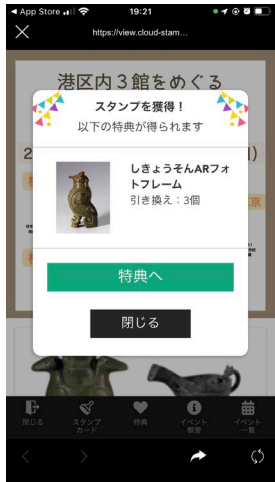 App Store
19:21
https://view.cloud-stam...
港区内3館をめぐる
スタンプを獲得！
以下の特典が得られます
しきょうそんARフォ
トフレーム
引き換え：3個
特典へ
閉じる
閉じる
スタンプ
カード
特典
イベント
概要
イベント
一覧